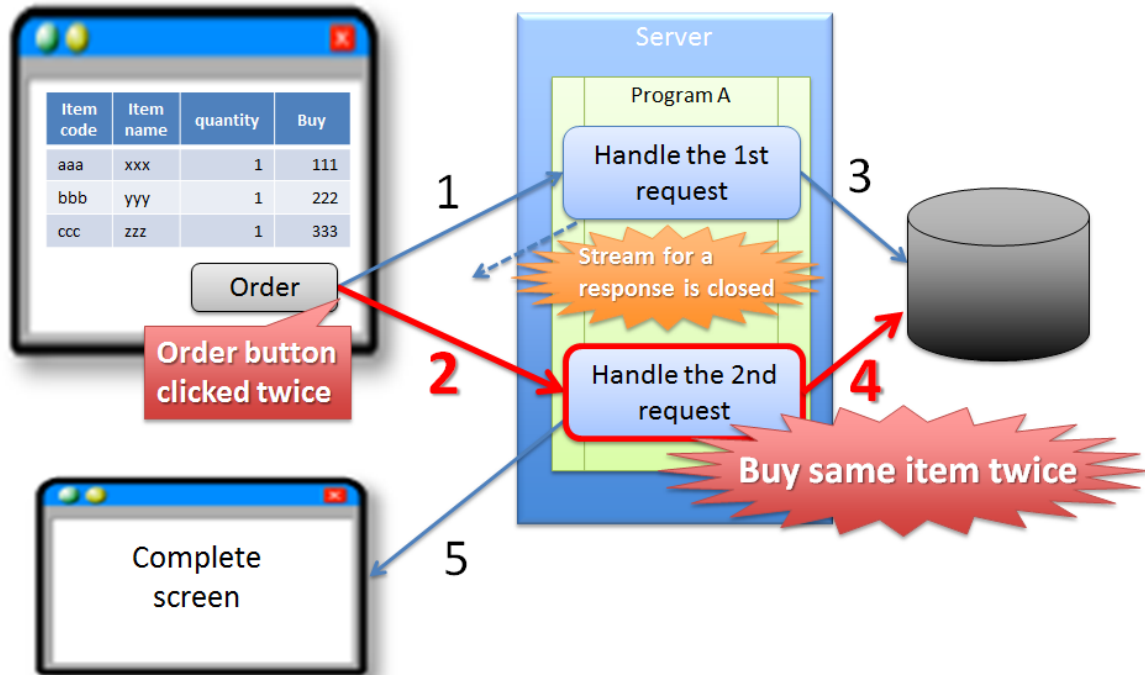 Server
Program A
Item code
Item name
quantity
Buy
aaa xxx 1 111
bbb yyy 1 222
ccc zzz 1 333
Order
Order button
clicked twice
1
2
Handle the 1st
request
Stream for a
response is closed
Handle the 2nd
request
3
4
Buy same item twice
5
Complete
screen